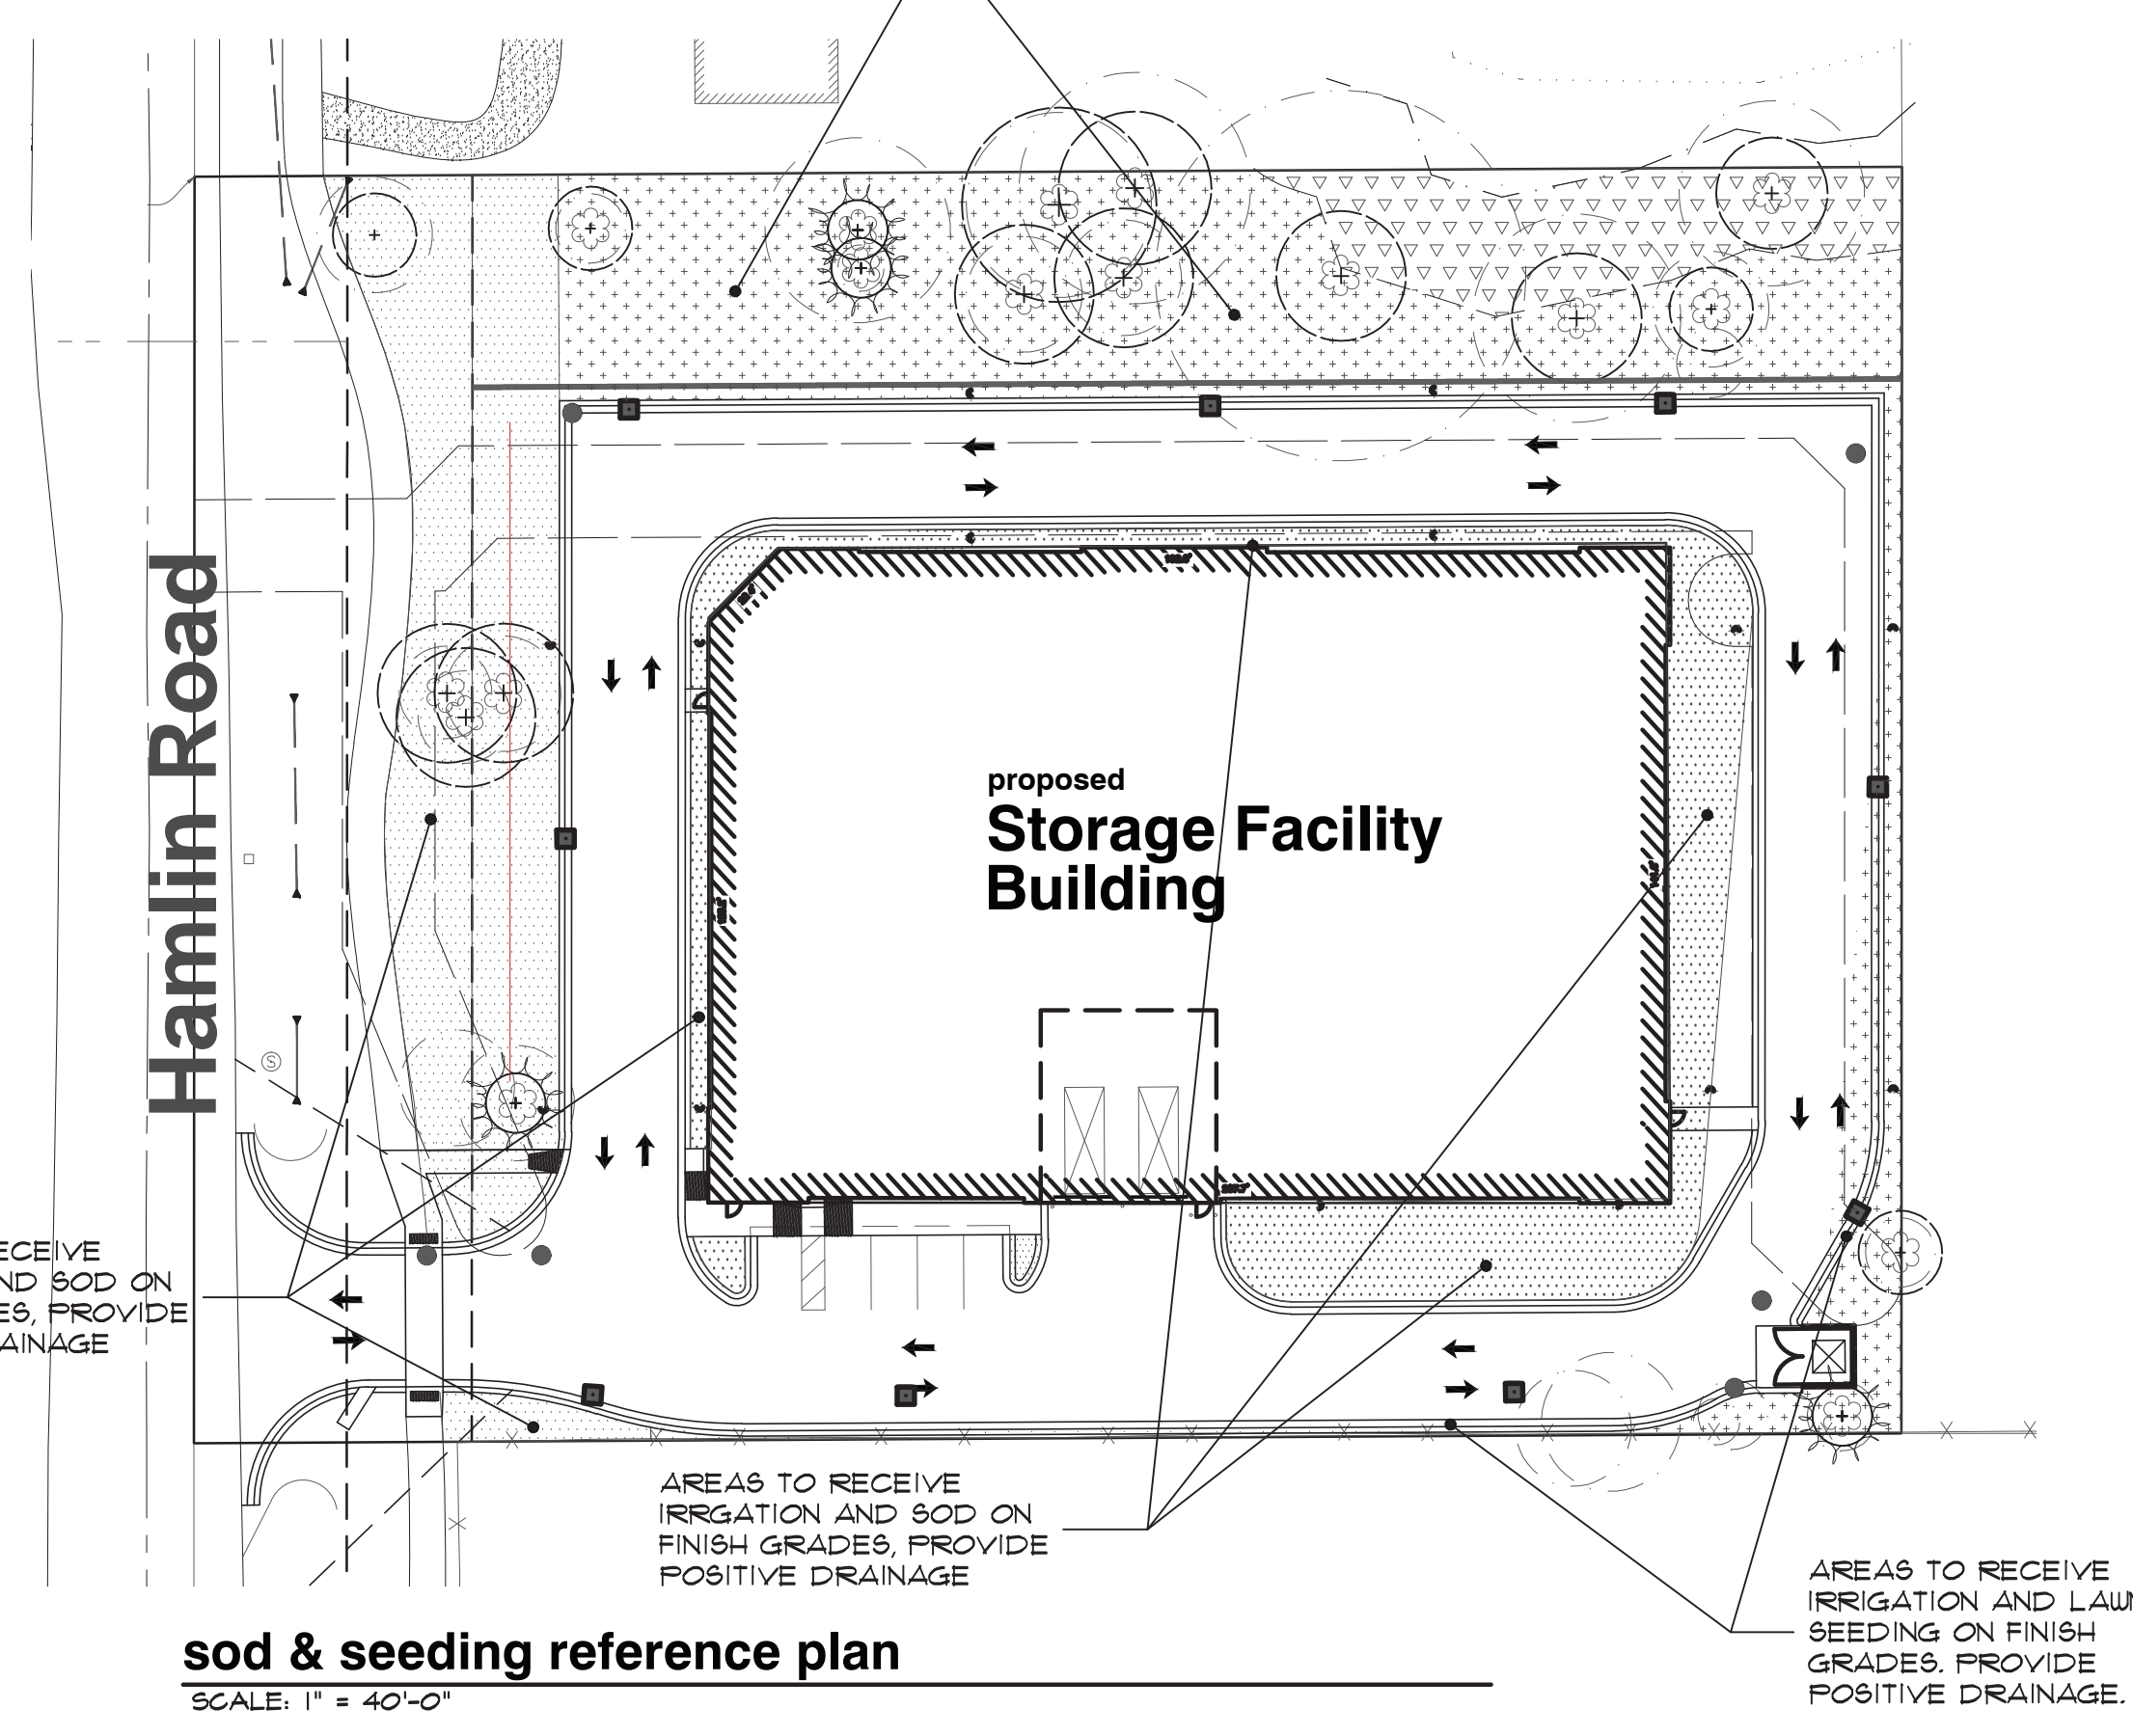 Hamlin Road
proposed
Storage Facility
Building
ECEIVE
ND SOD ON
ES, PROVIDE
AINAGE
S
AREAS TO RECEIVE
IRRGATION AND SOD ON
FINISH GRADES, PROVIDE
POSITIVE DRAINAGE
AREAS TO RECEIVE
IRRIGATION AND LAWN
SEEDING ON FINISH
GRADES. PROVIDE
POSITIVE DRAINAGE.
sod & seeding reference plan
SCALE: 1" = 40'-0"